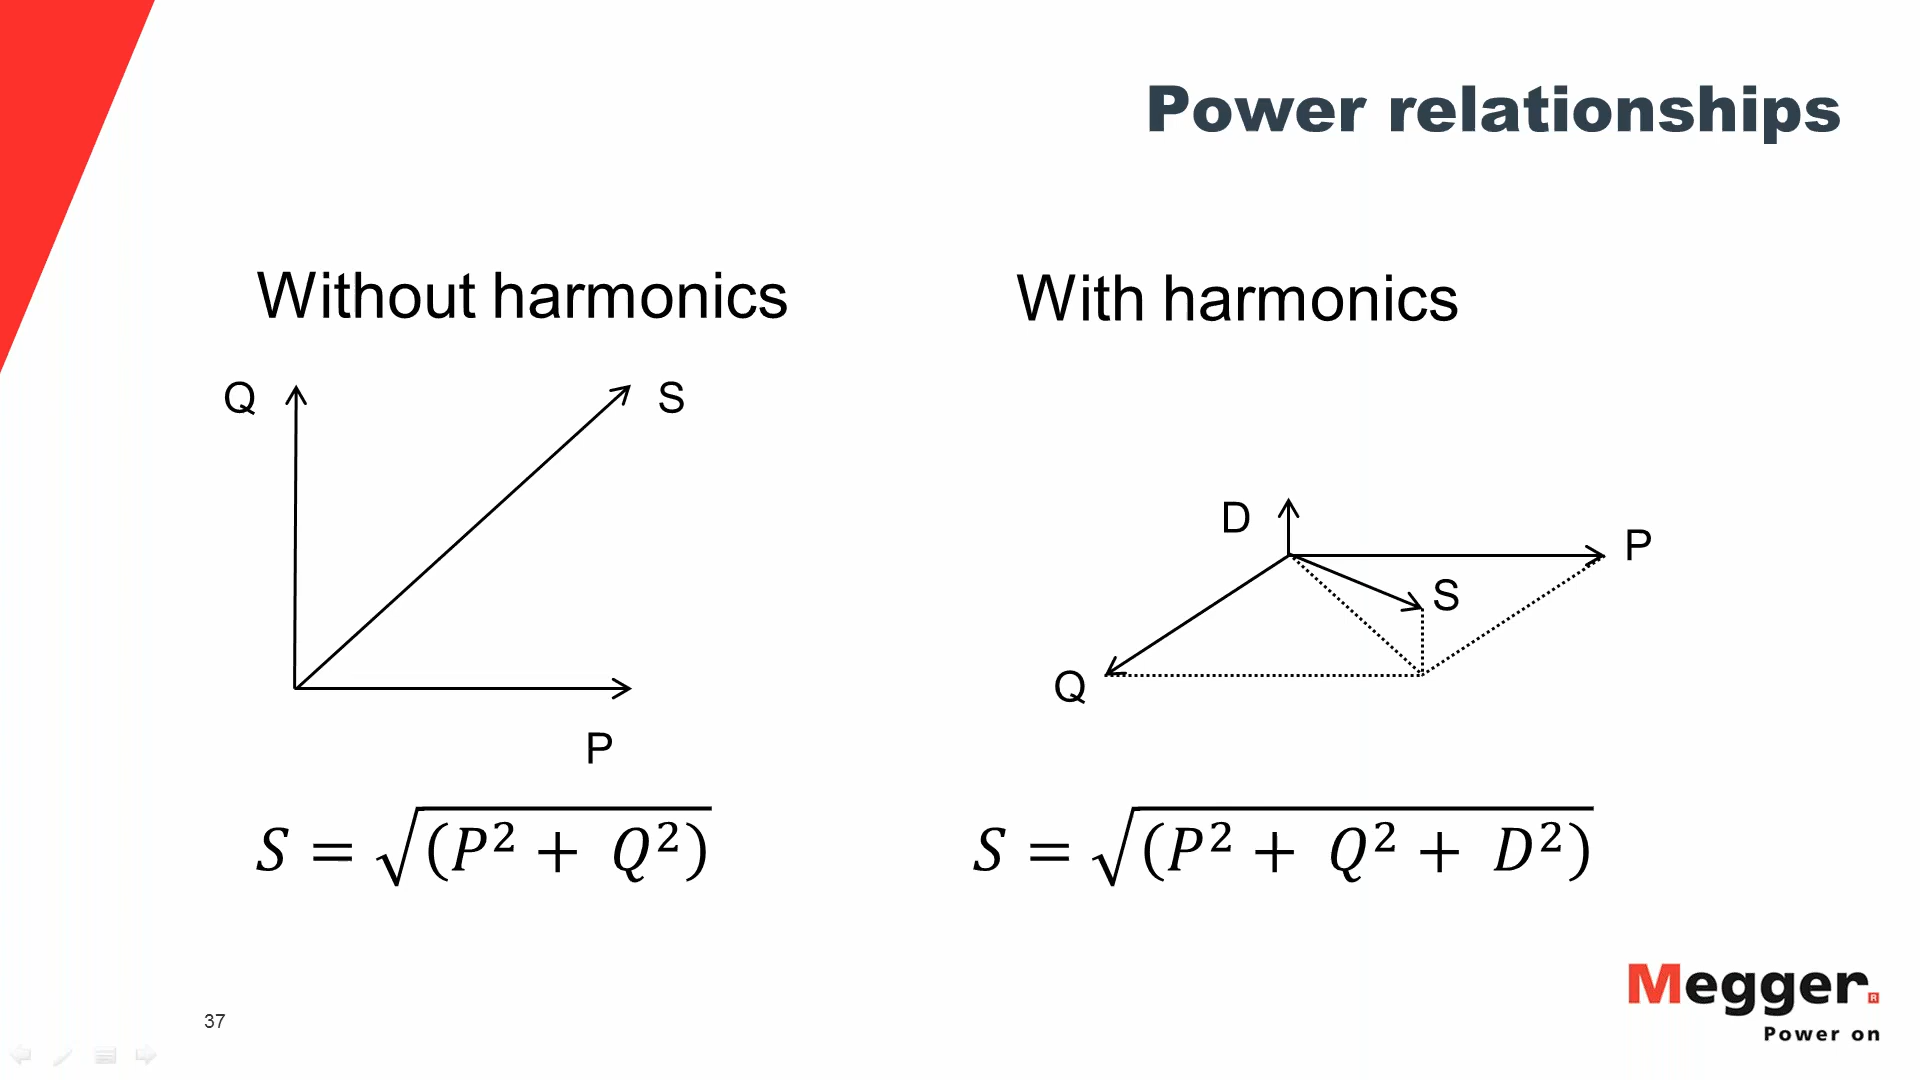 Power relationships
Without harmonics
With harmonics
Q
S
P
D
P
S
Q
S = √(P² + Q²)
S = √(P² + Q² + D²)
Megger®
Power on
37